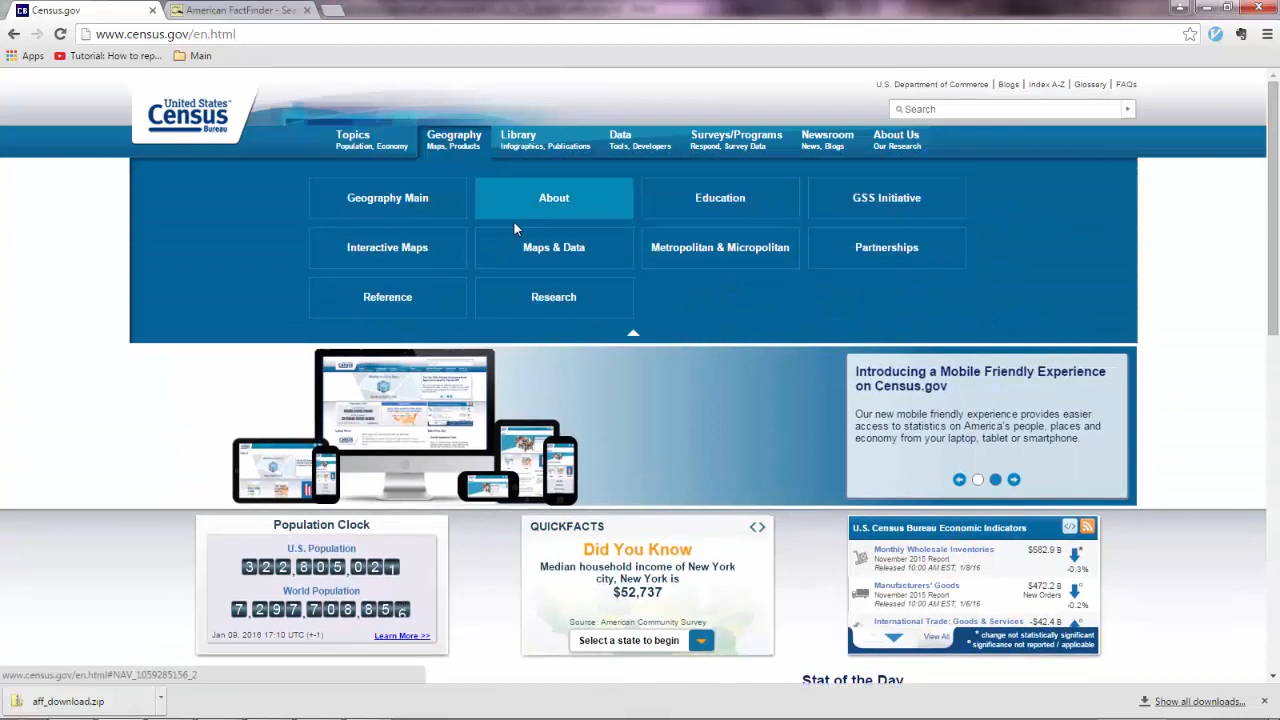 Census.gov
American FactFinder - Sea
www.census.gov/en.html
Apps
Tutorial: How to rep...
Main
U.S. Department of Commerce | Blogs | Index A-Z | Glossary | FAQs
United States™
Census
Bureau
Search
Topics
Population, Economy
Geography
Maps, Products
Library
Infographics, Publications
Data
Tools, Developers
Surveys/Programs
Respond, Survey Data
Newsroom
News, Blogs
About Us
Our Research
Geography Main
About
Education
GSS Initiative
Interactive Maps
Maps & Data
Metropolitan & Micropolitan
Partnerships
Reference
Research
Introducing a Mobile Friendly Experience
on Census.gov
Our new mobile friendly experience provides easier
access to statistics on America's people, places and
economy from your laptop, tablet or smartphone.
Population Clock
U.S. Population
322,805,021
World Population
7,297,708,856
Jan 09, 2016 17:10 UTC (+-1)
Learn More >>
QUICKFACTS
Did You Know
Median household income of New York
city, New York is
$52,737
Source: American Community
Survey
Select a state to begin
U.S. Census Bureau Economic Indicators
Monthly Wholesale Inventories
November 2015 Report
Released 10:00 AM EST, 1/8/16
$582.9 B
-0.3%
Manufacturers' Goods
November 2015 Report
Released 10:00 AM EST, 1/6/16
$472.2 B
New Orders
-0.2%
International Trade: Goods & Services
-$42.4 B
View All
* change not statistically significant
° significance not reported / applicable
Stat of the Day
www.census.gov/en.html#NAV_1059285156_2
aff_download.zip
Show all downloads...